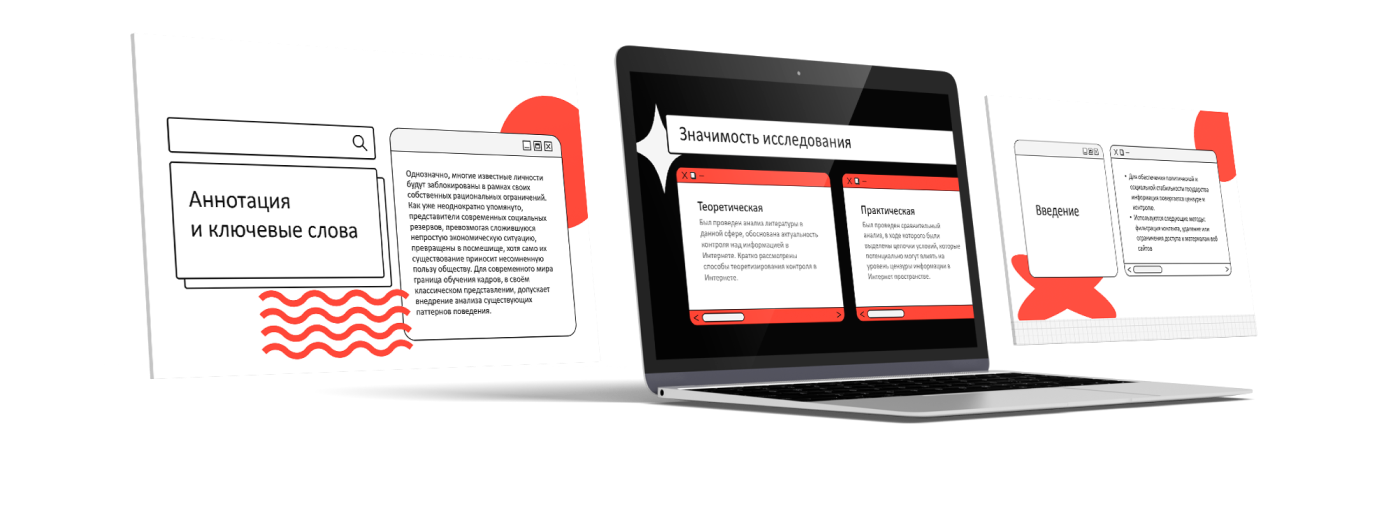 Аннотация
и ключевые слова
Однозначно, многие известные личности
будут заблокированы в рамках своих
собственных рациональных ограничений.
Как уже неоднократно упомянуто,
представители современных социальных
резервов, превозмогая сложившуюся
непростую экономическую ситуацию,
превращены в посмешище, хотя само их
существование приносит несомненную
пользу обществу. Для современного мира
граница обучения кадров, в своём
классическом представлении, допускает
внедрение анализа существующих
паттернов поведения.
Значимость исследования
Теоретическая
Был проведен анализ литературы в
данной сфере, обоснована актуальность
контроля над информацией в
Интернете. Кратко рассмотрены
способы теоретизирования контроля в
Интернете.
Практическая
Был проведен сравнительный
анализ, в ходе которого были
выделены цепочки условий, которые
потенциально могут влиять на
уровень цензуры информации в
Интернет пространстве.
Введение
• Для обеспечения политической и
социальной стабильности государства
информация подвергается цензуре и
контролю.
• Используются следующие методы:
фильтрация контента, удаление или
ограничения доступа к материалам веб
сайтов